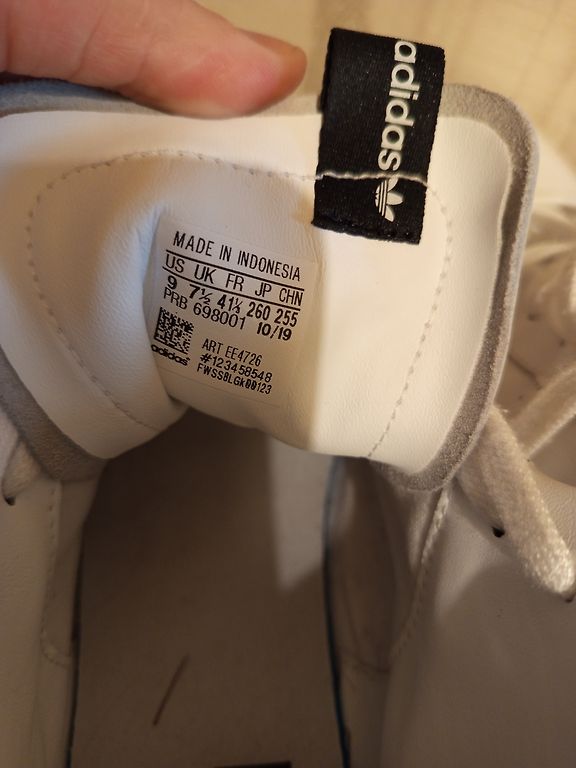 adidas
MADE IN INDONESIA
US UK FR JP CHN
9 7½ 41⅓ 260 255
PRB 698001 10/19
ART EE4726
adidas #123458548
FWSSBLGK00123